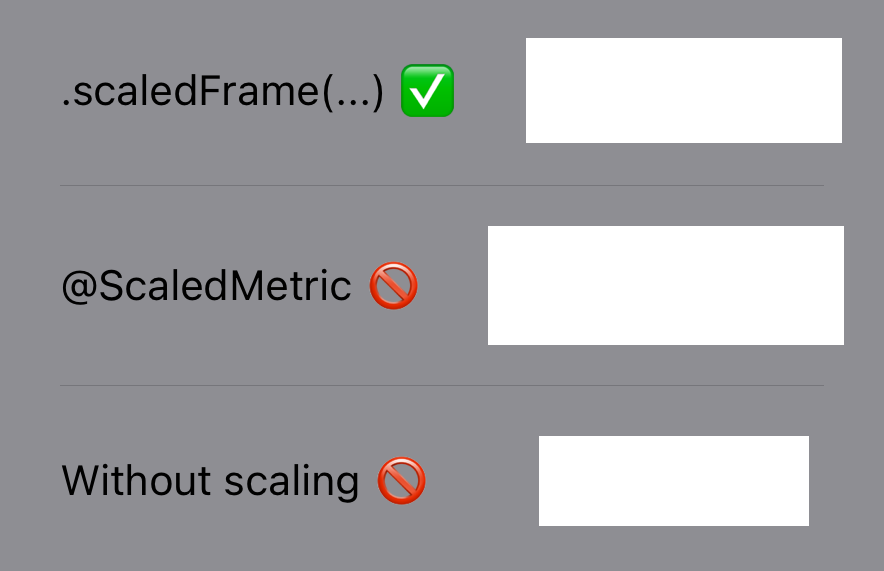 .scaledFrame(...) ✅
@ScaledMetric 🚫
Without scaling 🚫